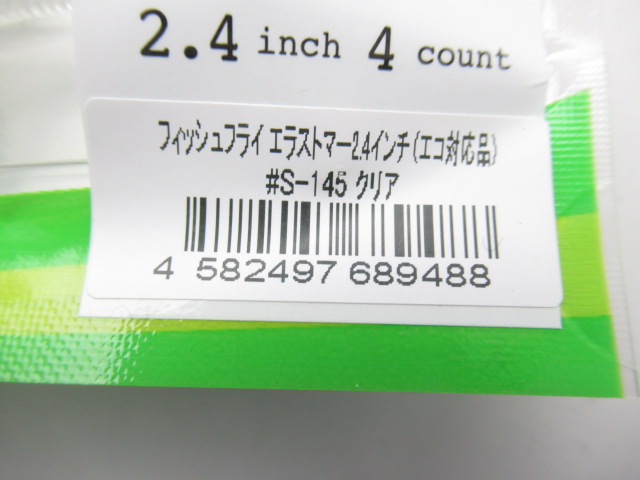 2.4 inch 4 count
フィッシュフライ エラストマー2.4インチ(エコ対応品)
#S-145 クリア
4 582497 689488